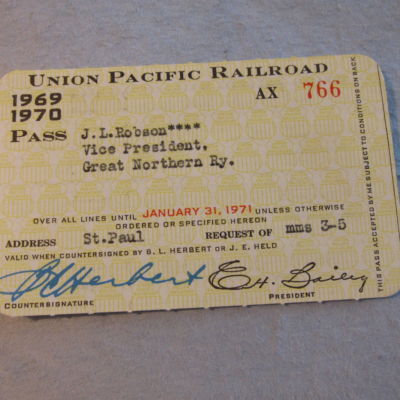 UNION PACIFIC RAILROAD
1969
1970
AX 766
PASS J.L.Robson****
Vice President,
Great Northern Ry.
OVER ALL LINES UNTIL JANUARY 31, 1971 UNLESS OTHERWISE
ORDERED OR SPECIFIED HEREON
ADDRESS St.Paul REQUEST OF mms 3-5
VALID WHEN COUNTERSIGNED BY B. L. HERBERT OR J. E. HELD
BL Herbert E. H. Bailey
COUNTERSIGNATURE PRESIDENT
THIS PASS ACCEPTED BY ME SUBJECT TO CONDITIONS ON BACK